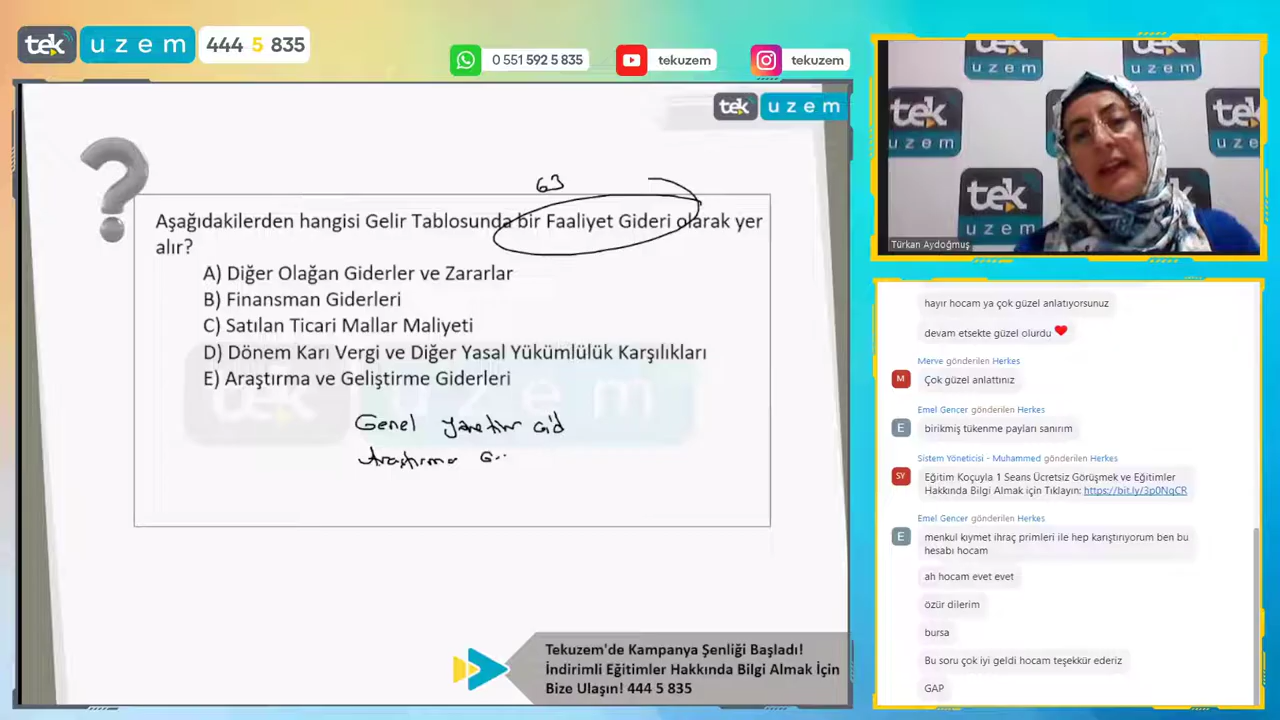 tek uzem 444 5 835
0 551 592 5 835
tekuzem
tekuzem
tek uzem
63
Aşağıdakilerden hangisi Gelir Tablosunda bir Faaliyet Gideri olarak yer
alır?
A) Diğer Olağan Giderler ve Zararlar
B) Finansman Giderleri
C) Satılan Ticari Mallar Maliyeti
D) Dönem Karı Vergi ve Diğer Yasal Yükümlülük Karşılıkları
E) Araştırma ve Geliştirme Giderleri
Genel Yönetim Gid
Araştırma G
Tekuzem'de Kampanya Şenliği Başladı!
İndirimli Eğitimler Hakkında Bilgi Almak İçin
Bize Ulaşın! 444 5 835
tek uzem
Türkan Aydoğmuş
hayır hocam ya çok güzel anlatıyorsunuz
devam etsekte güzel olurdu
Merve gönderilen Herkes
M
Çok güzel anlattınız
Emel Gencer gönderilen Herkes
E
birikmiş tükenme payları sanırım
Sistem Yöneticisi - Muhammed gönderilen Herkes
SY
Eğitim Koçuyla 1 Seans Ücretsiz Görüşmek ve Eğitimler
Hakkında Bilgi Almak için Tıklayın: https://bit.ly/3p0NqCR
Emel Gencer gönderilen Herkes
E
menkul kıymet ihraç primleri ile hep karıştırıyorum ben bu
hesabı hocam
ah hocam evet evet
özür dilerim
bursa
Bu soru çok iyi geldi hocam teşekkür ederiz
GAP